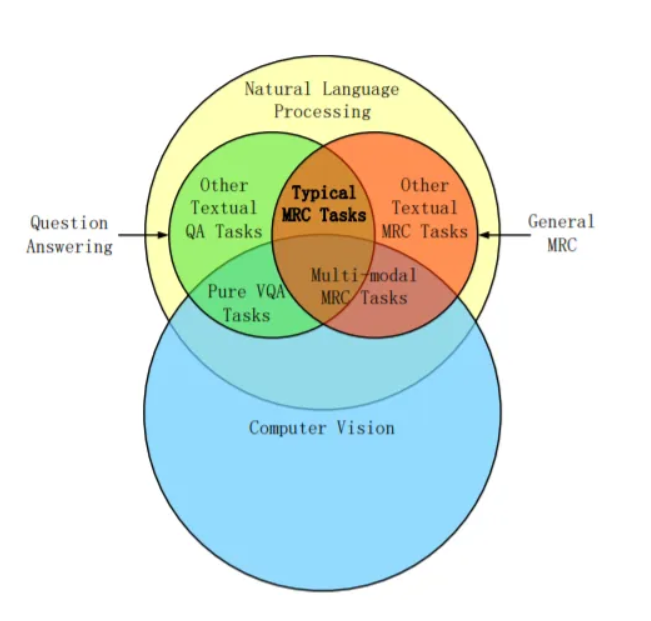 Natural Language
Processing
Other
Textual
QA Tasks
Typical
MRC Tasks
Other
Textual
MRC Tasks
Question
Answering
General
MRC
Pure VQA
Tasks
Multi-modal
MRC Tasks
Computer Vision